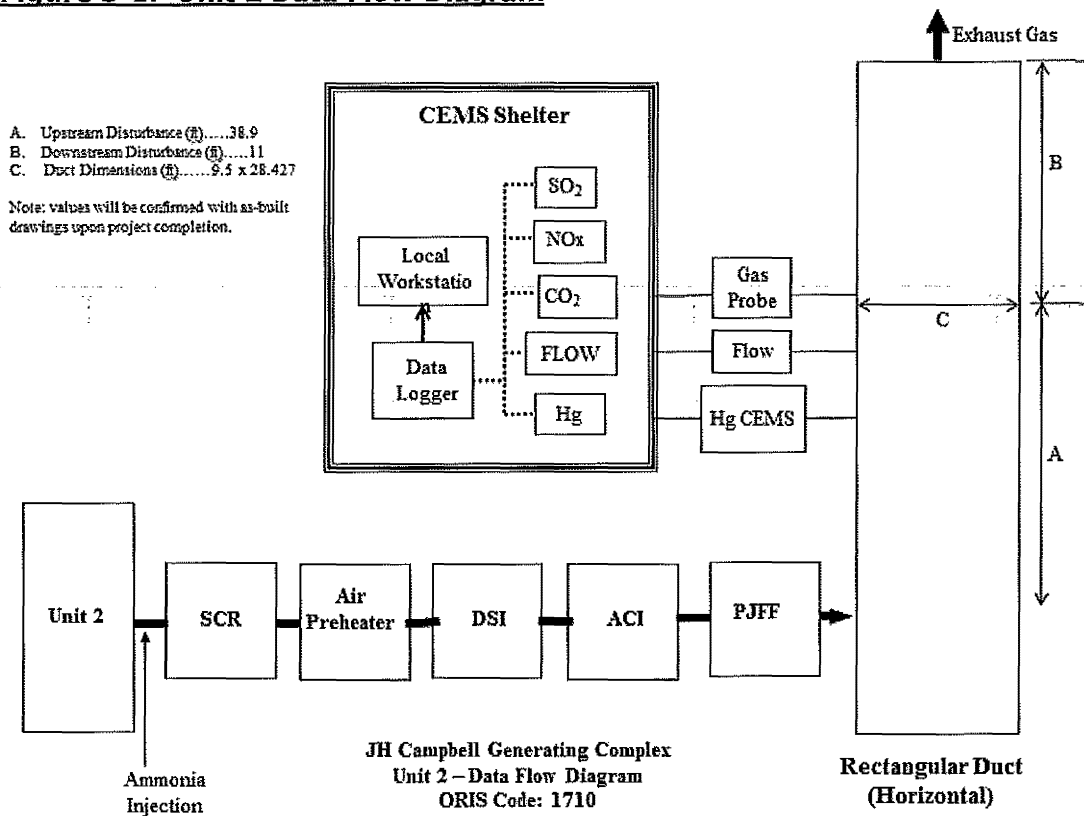 Exhaust Gas
A. Upstream Disturbance (ft).....38.9
B. Downstream Disturbance (ft).....11
C. Duct Dimensions (ft)......9.5 x 28.427
Note: values will be confirmed with as-built
drawings upon project completion.
CEMS Shelter
SO₂
NOx
CO₂
FLOW
Hg
Local
Workstatio
Data
Logger
Gas
Probe
Flow
Hg CEMS
B
C
A
Unit 2
SCR
Air
Preheater
DSI
ACI
PJFF
Ammonia
Injection
JH Campbell Generating Complex
Unit 2 – Data Flow Diagram
ORIS Code: 1710
Rectangular Duct
(Horizontal)